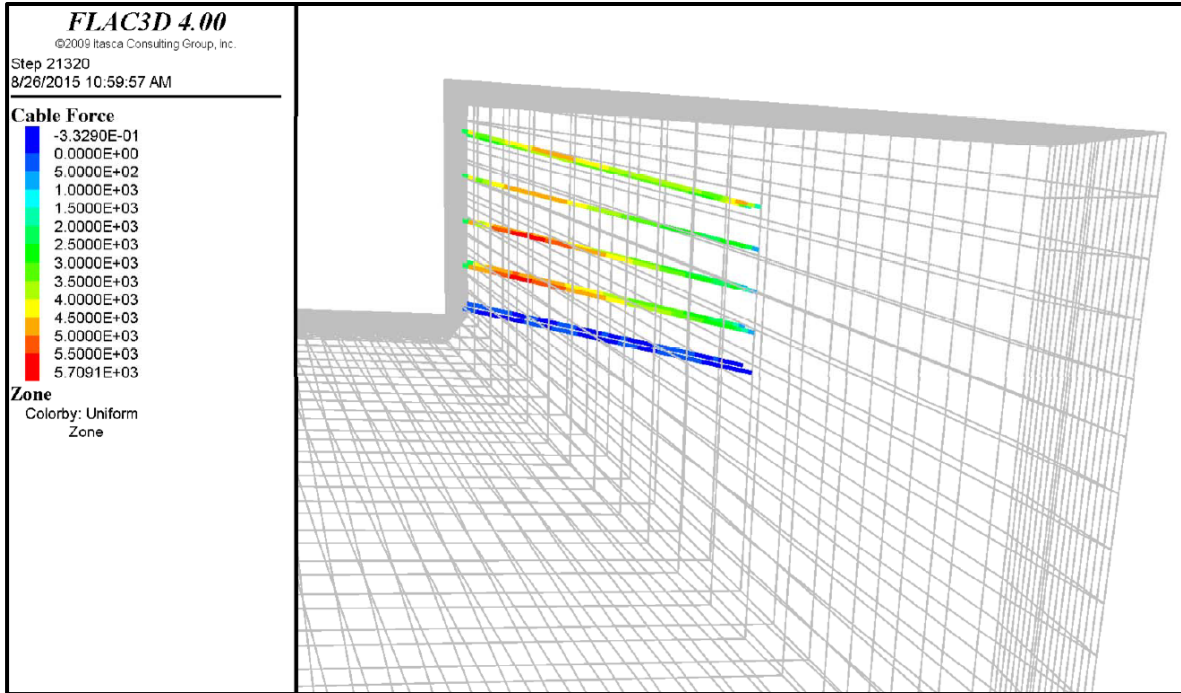 FLAC3D 4.00
©2009 Itasca Consulting Group, Inc.
Step 21320
8/26/2015 10:59:57 AM
Cable Force
-3.3290E-01
0.0000E+00
5.0000E+02
1.0000E+03
1.5000E+03
2.0000E+03
2.5000E+03
3.0000E+03
3.5000E+03
4.0000E+03
4.5000E+03
5.0000E+03
5.5000E+03
5.7091E+03
Zone
Colorby: Uniform
Zone